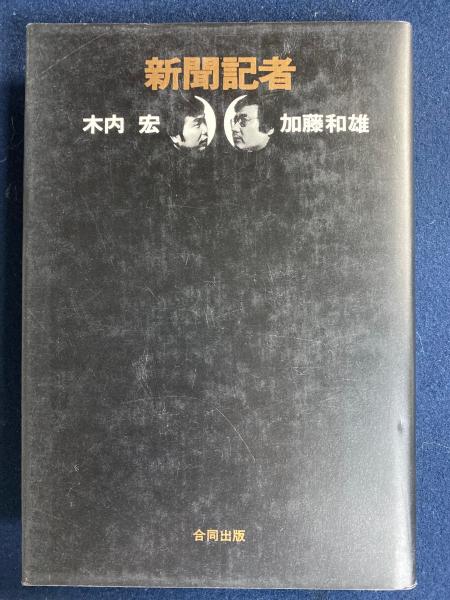 新聞記者
木内 宏 加藤和雄
合同出版